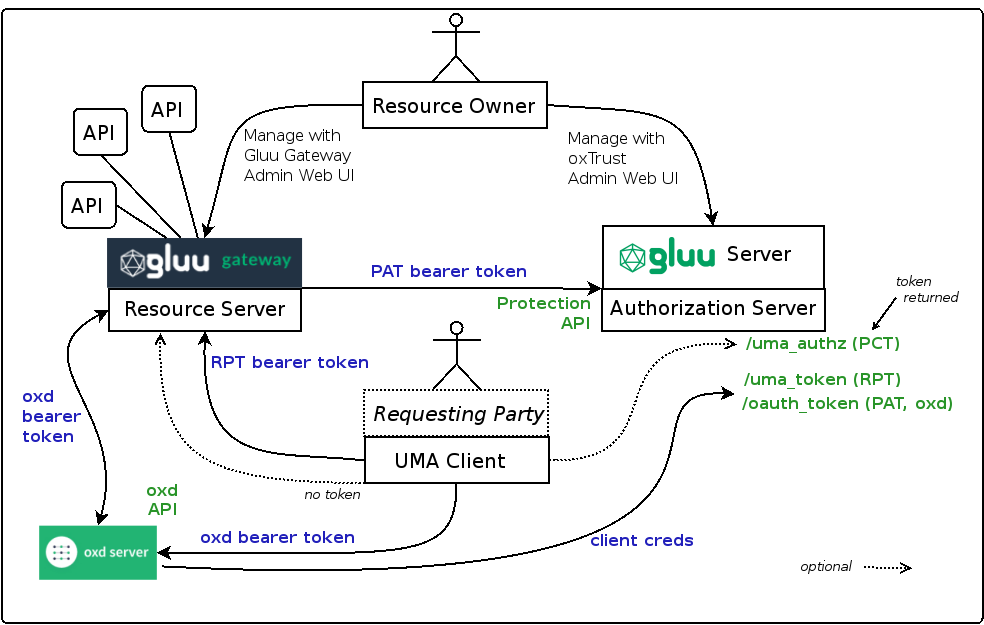 Resource Owner
API
API
API
Manage with
Gluu Gateway
Admin Web UI
Manage with
oxTrust
Admin Web UI
gluu gateway
Resource Server
PAT bearer token
Protection
API
gluu Server
Authorization Server
token
returned
/uma_authz (PCT)
/uma_token (RPT)
/oauth_token (PAT, oxd)
RPT bearer token
Requesting Party
UMA Client
no token
oxd
bearer
token
oxd
API
oxd bearer token
oxd server
client creds
optional